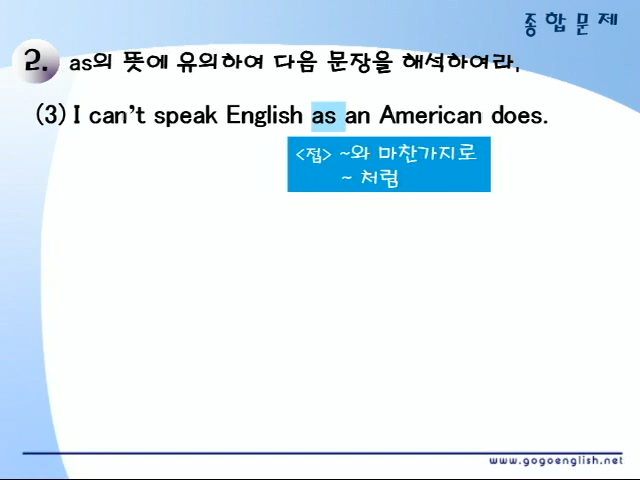 종합문제
2. as의 뜻에 유의하여 다음 문장을 해석하여라.
(3) I can't speak English as an American does.
<접> ~와 마찬가지로
~ 처럼
www.gogoenglish.net